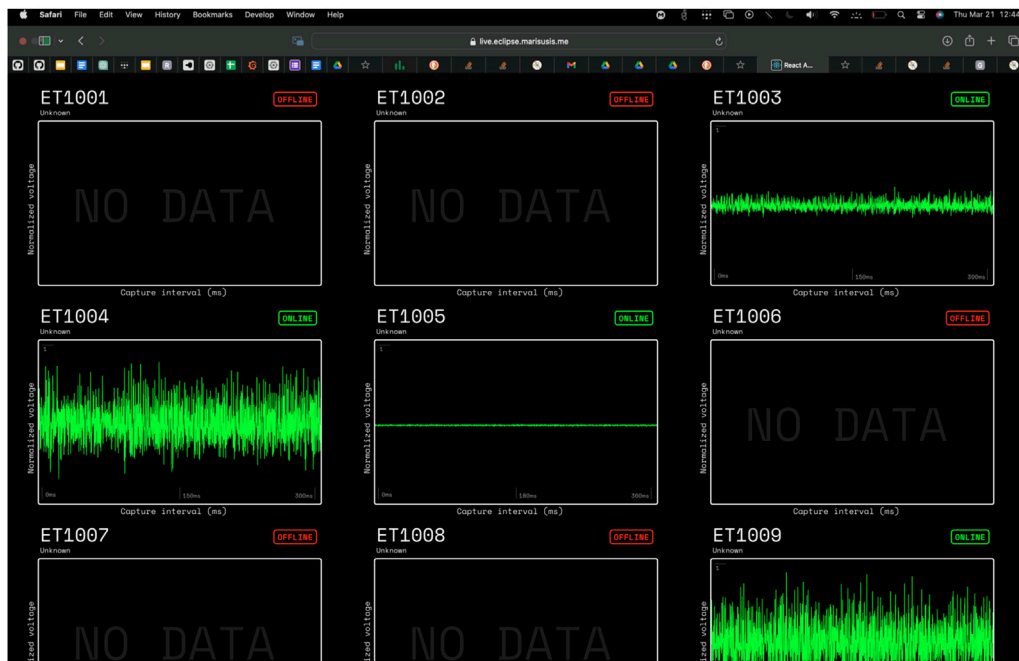 Safari File Edit View History Bookmarks Develop Window Help Thu Mar 21 12:44
live.eclipse.marisusis.me
React A...
ET1001 OFFLINE ET1002 OFFLINE ET1003 ONLINE
Unknown Unknown Unknown
1
NO DATA NO DATA
Normalized voltage Normalized voltage Normalized voltage
0ms 150ms 300ms
Capture interval (ms) Capture interval (ms) Capture interval (ms)
ET1004 ONLINE ET1005 ONLINE ET1006 OFFLINE
Unknown Unknown Unknown
1 1
NO DATA
Normalized voltage Normalized voltage Normalized voltage
0ms 150ms 300ms 0ms 300ms
Capture interval (ms) Capture interval (ms) Capture interval (ms)
ET1007 OFFLINE ET1008 OFFLINE ET1009 ONLINE
Unknown Unknown Unknown
1
NO DATA NO DATA
voltage voltage voltage